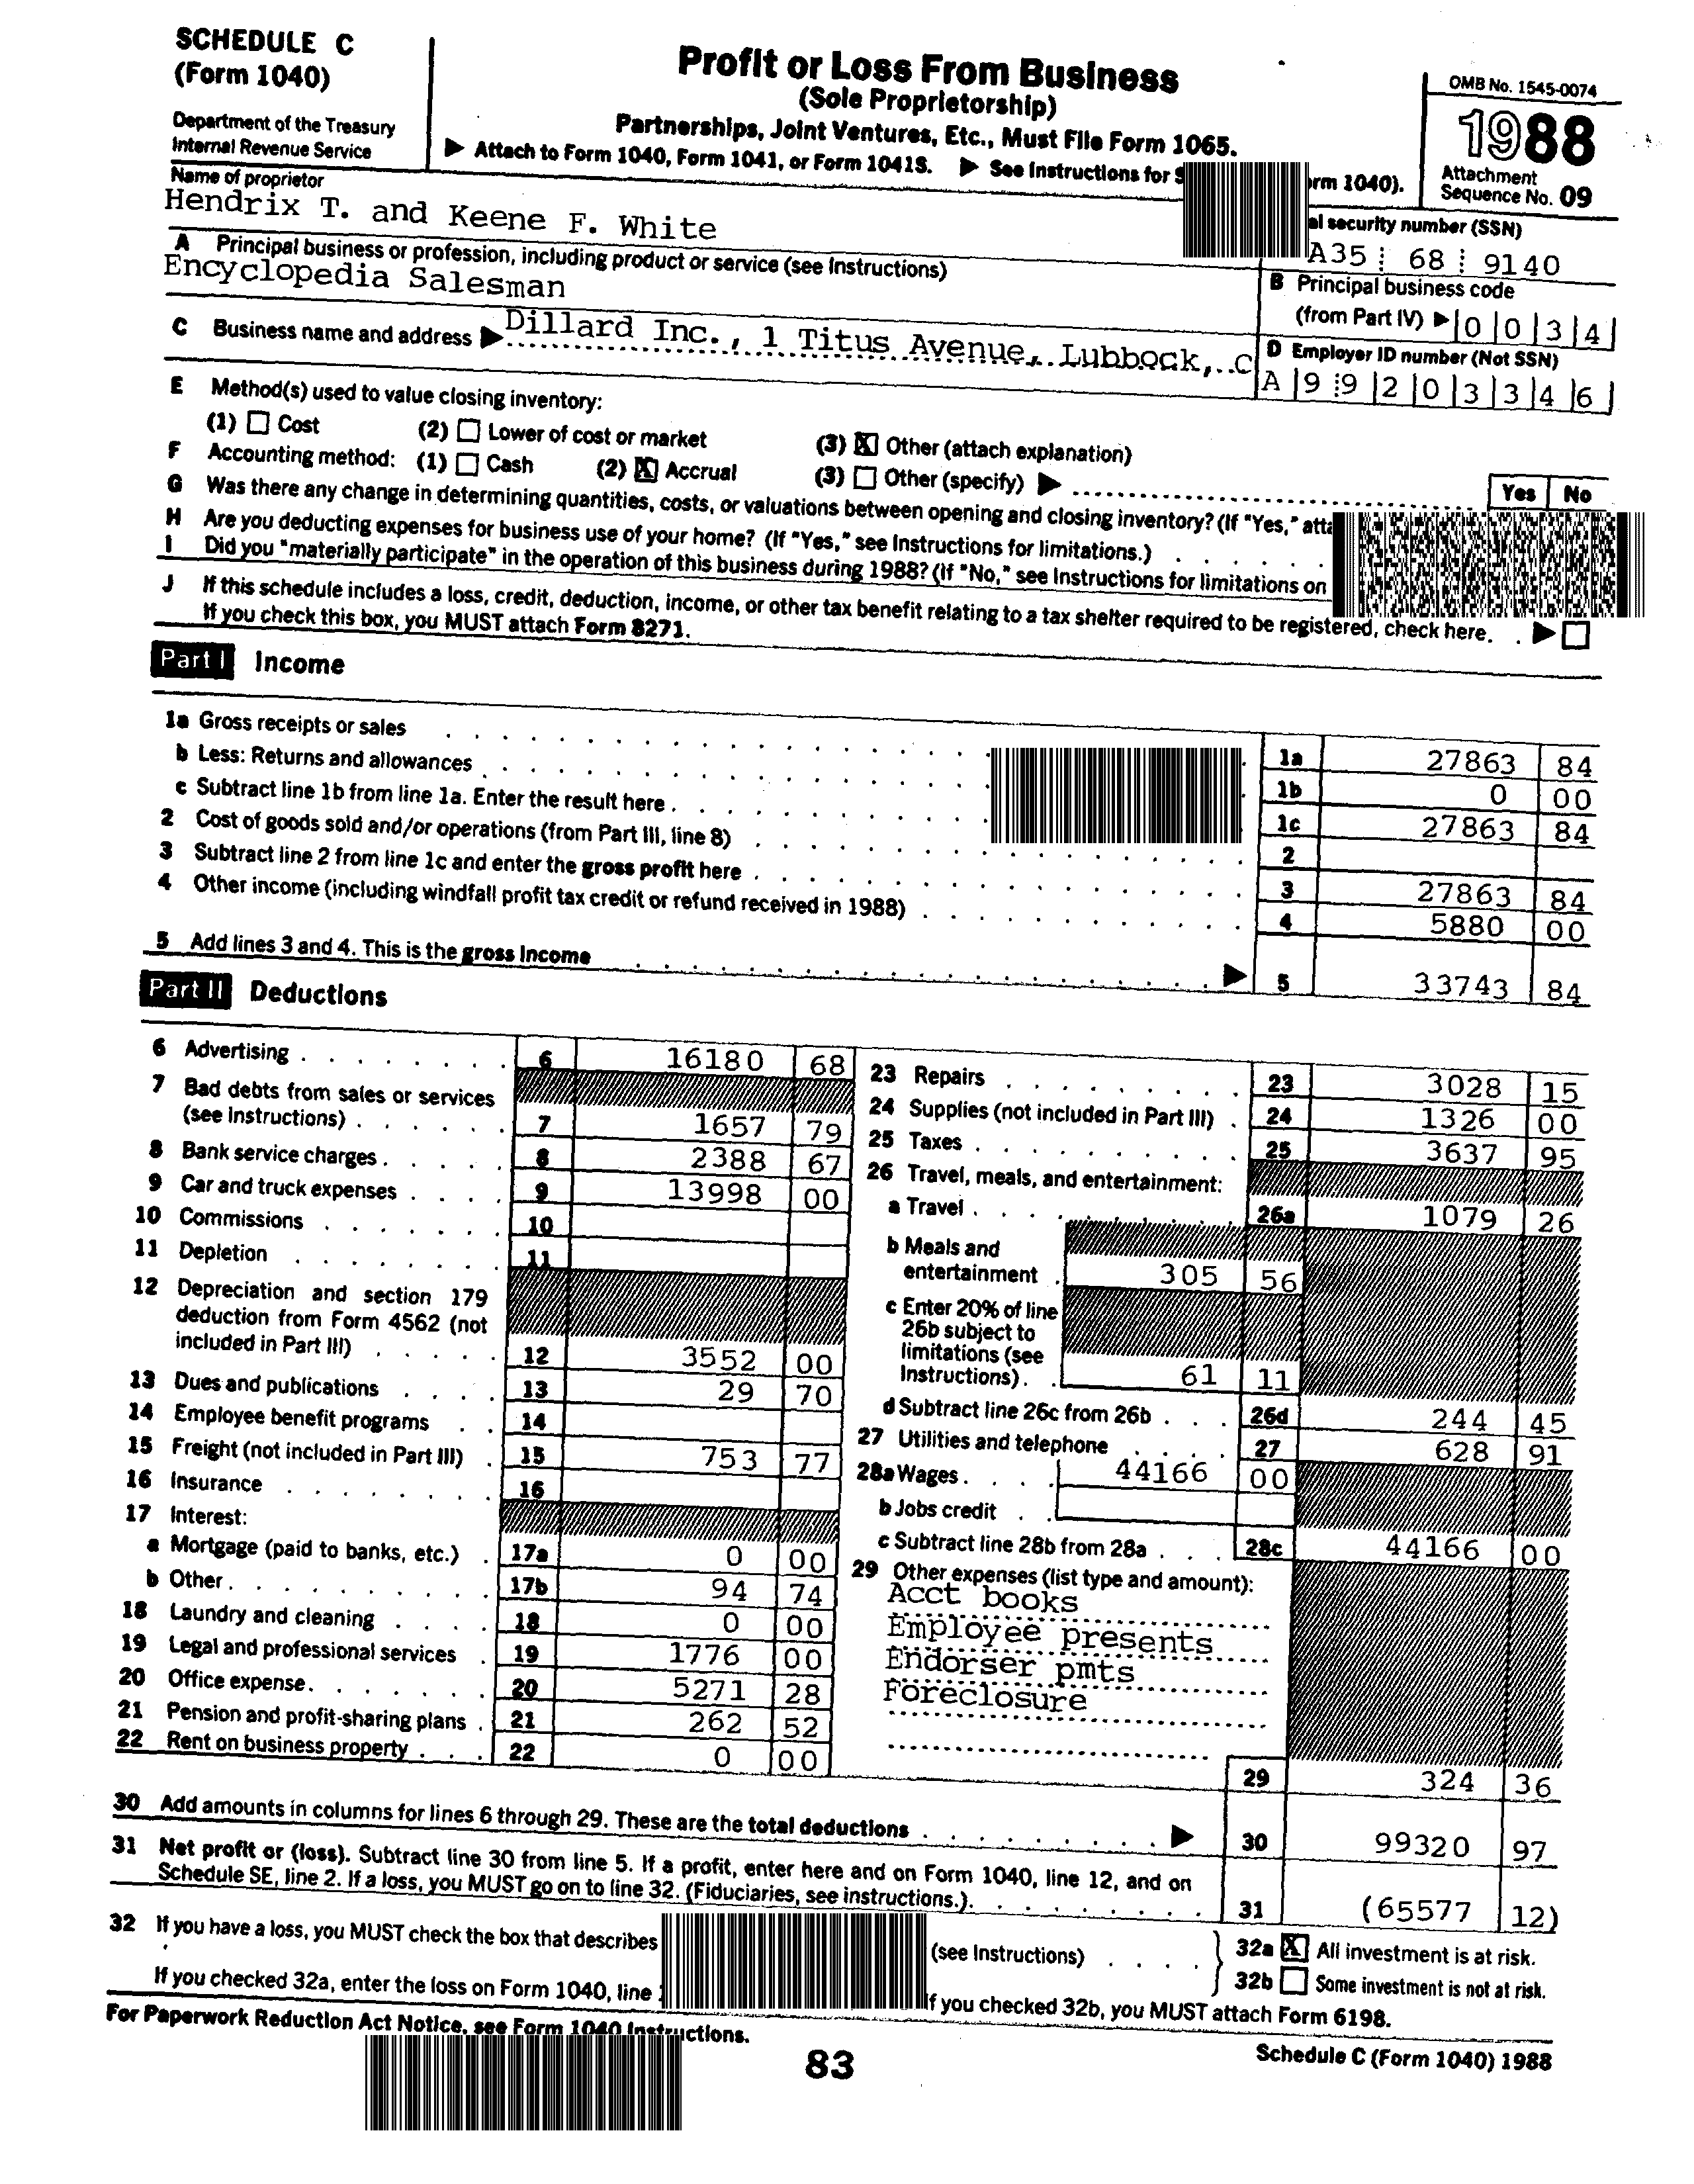 SCHEDULE C
(Form 1040)
Department of the Treasury
Internal Revenue Service
Profit or Loss From Business
(Sole Proprietorship)
Partnerships, Joint Ventures, Etc., Must File Form 1065.
▶ Attach to Form 1040, Form 1041, or Form 1041S. ▶ See Instructions for
rm 1040).
OMB No. 1545-0074
1988
Attachment
Sequence No. 09
Name of proprietor
Hendrix T. and Keene F. White
al security number (SSN)
A35 68 9140
A Principal business or profession, including product or service (see Instructions)
Encyclopedia Salesman
B Principal business code
(from Part IV) ▶ 0 0 3 4
C Business name and address ▶ Dillard Inc., 1 Titus Avenue, Lubbock, C
D Employer ID number (Not SSN)
A 9 9 2 0 3 3 4 6
E Method(s) used to value closing inventory:
(1) ☐ Cost (2) ☐ Lower of cost or market (3) ☒ Other (attach explanation)
F Accounting method: (1) ☐ Cash (2) ☒ Accrual (3) ☐ Other (specify) ▶
Yes No
G Was there any change in determining quantities, costs, or valuations between opening and closing inventory? (If "Yes," atta
H Are you deducting expenses for business use of your home? (If "Yes," see Instructions for limitations.)
I Did you "materially participate" in the operation of this business during 1988? (If "No," see Instructions for limitations on
J If this schedule includes a loss, credit, deduction, income, or other tax benefit relating to a tax shelter required to be registered, check here. ▶ ☐
If you check this box, you MUST attach Form 8271.
Part I Income
1a Gross receipts or sales 1a 27863 84
b Less: Returns and allowances 1b 0 00
c Subtract line 1b from line 1a. Enter the result here 1c 27863 84
2 Cost of goods sold and/or operations (from Part III, line 8) 2
3 Subtract line 2 from line 1c and enter the gross profit here 3 27863 84
4 Other income (including windfall profit tax credit or refund received in 1988) 4 5880 00
5 Add lines 3 and 4. This is the gross Income ▶ 5 33743 84
Part II Deductions
6 Advertising 6 16180 68
7 Bad debts from sales or services
(see Instructions) 7 1657 79
8 Bank service charges 8 2388 67
9 Car and truck expenses 9 13998 00
10 Commissions 10
11 Depletion 11
12 Depreciation and section 179
deduction from Form 4562 (not
included in Part III) 12 3552 00
13 Dues and publications 13 29 70
14 Employee benefit programs 14
15 Freight (not included in Part III) 15 753 77
16 Insurance 16
17 Interest:
a Mortgage (paid to banks, etc.) 17a 0 00
b Other 17b 94 74
18 Laundry and cleaning 18 0 00
19 Legal and professional services 19 1776 00
20 Office expense 20 5271 28
21 Pension and profit-sharing plans 21 262 52
22 Rent on business property 22 0 00
23 Repairs 23 3028 15
24 Supplies (not included in Part III) 24 1326 00
25 Taxes 25 3637 95
26 Travel, meals, and entertainment:
a Travel 26a 1079 26
b Meals and
entertainment 305 56
c Enter 20% of line
26b subject to
limitations (see
Instructions) 61 11
d Subtract line 26c from 26b 26d 244 45
27 Utilities and telephone 27 628 91
28a Wages 44166 00
b Jobs credit
c Subtract line 28b from 28a 28c 44166 00
29 Other expenses (list type and amount):
Acct books
Employee presents
Endorser pmts
Foreclosure
29 324 36
30 Add amounts in columns for lines 6 through 29. These are the total deductions ▶ 30 99320 97
31 Net profit or (loss). Subtract line 30 from line 5. If a profit, enter here and on Form 1040, line 12, and on
Schedule SE, line 2. If a loss, you MUST go on to line 32. (Fiduciaries, see instructions.) 31 (65577 12)
32 If you have a loss, you MUST check the box that describes (see Instructions) 32a ☒ All investment is at risk.
32b ☐ Some investment is not at risk.
If you checked 32a, enter the loss on Form 1040, line If you checked 32b, you MUST attach Form 6198.
For Paperwork Reduction Act Notice, see Form 1040 Instructions.
83
Schedule C (Form 1040) 1988